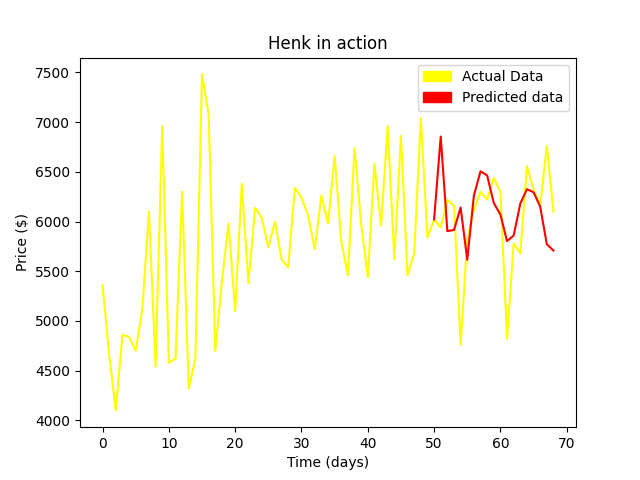 Henk in action
Actual Data
Predicted data
Price ($)
7500
7000
6500
6000
5500
5000
4500
4000
0 10 20 30 40 50 60 70
Time (days)